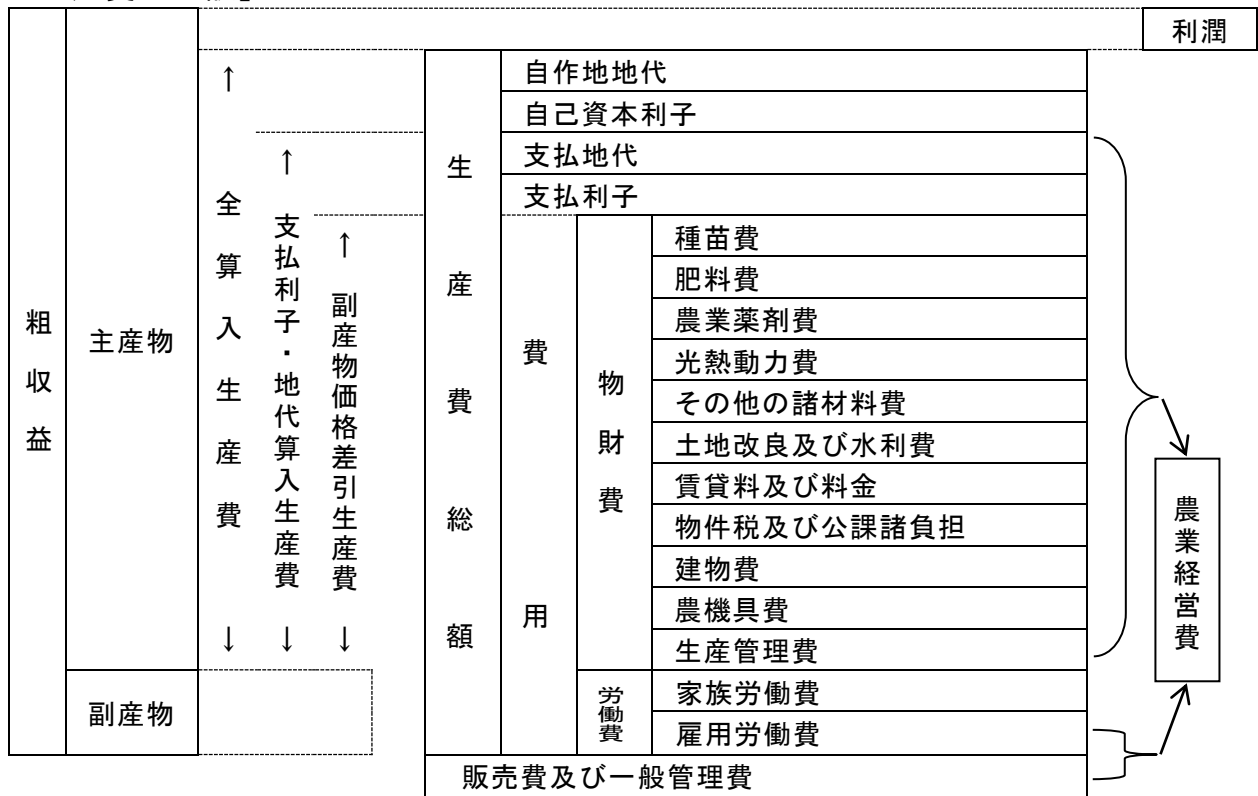 利潤
粗収益
主産物
副産物
↑全算入生産費↓
↑支払利子・地代算入生産費↓
↑副産物価格差引生産費↓
生産費総額
自作地地代
自己資本利子
支払地代
支払利子
費用
物財費
種苗費
肥料費
農業薬剤費
光熱動力費
その他の諸材料費
土地改良及び水利費
賃貸料及び料金
物件税及び公課諸負担
建物費
農機具費
生産管理費
労働費
家族労働費
雇用労働費
販売費及び一般管理費
農業経営費